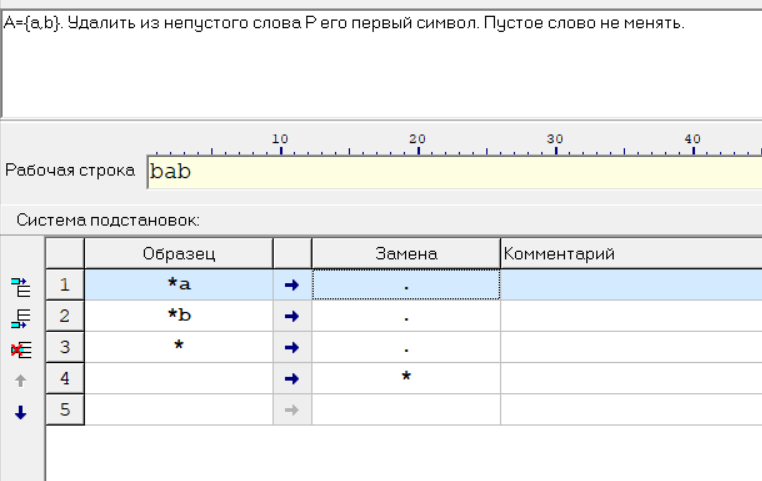 A={a,b}. Удалить из непустого слова P его первый символ. Пустое слово не менять.
10 20 30 40
Рабочая строка bab
Система подстановок:
Образец Замена Комментарий
1 *a → .
2 *b → .
3 * → .
4 → *
5 →